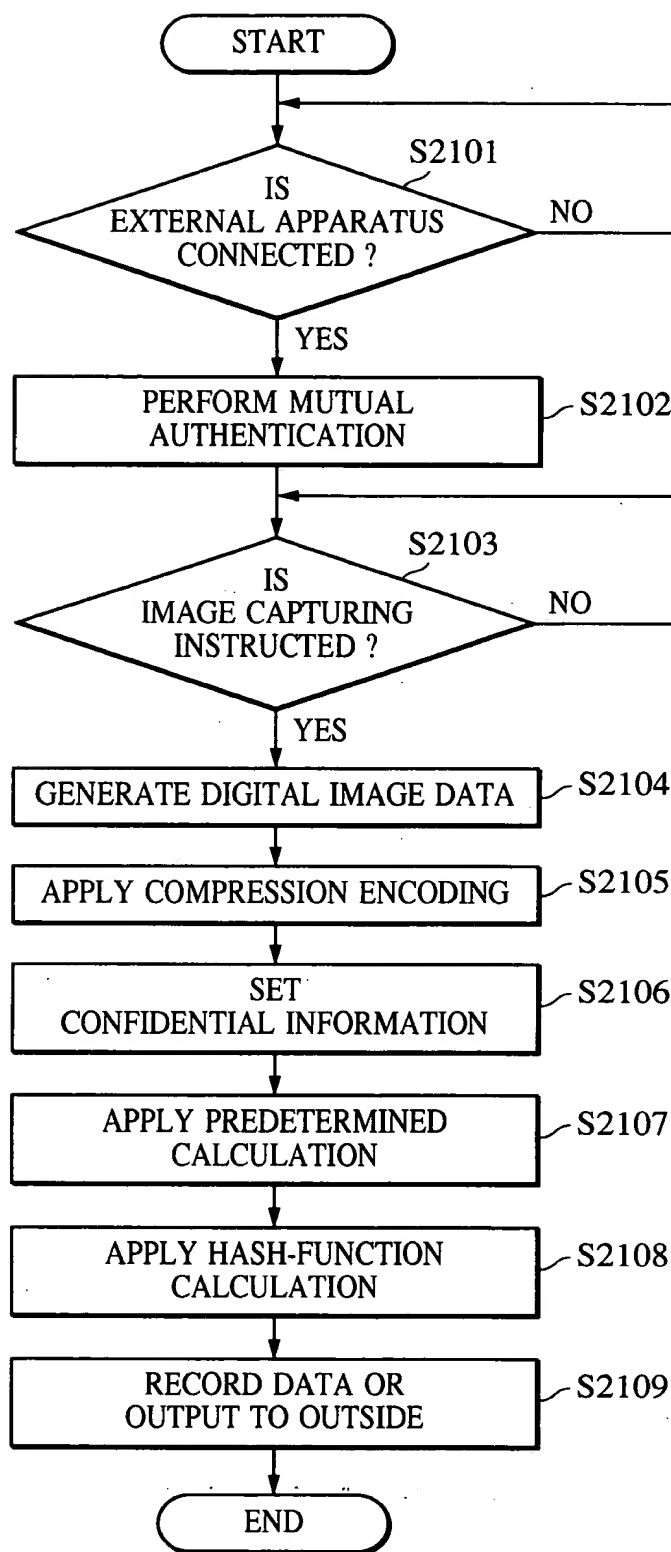 START
S2101
IS
EXTERNAL APPARATUS
CONNECTED ?
NO
YES
PERFORM MUTUAL
AUTHENTICATION
S2102
S2103
IS
IMAGE CAPTURING
INSTRUCTED ?
NO
YES
GENERATE DIGITAL IMAGE DATA
S2104
APPLY COMPRESSION ENCODING
S2105
SET
CONFIDENTIAL INFORMATION
S2106
APPLY PREDETERMINED
CALCULATION
S2107
APPLY HASH-FUNCTION
CALCULATION
S2108
RECORD DATA OR
OUTPUT TO OUTSIDE
S2109
END